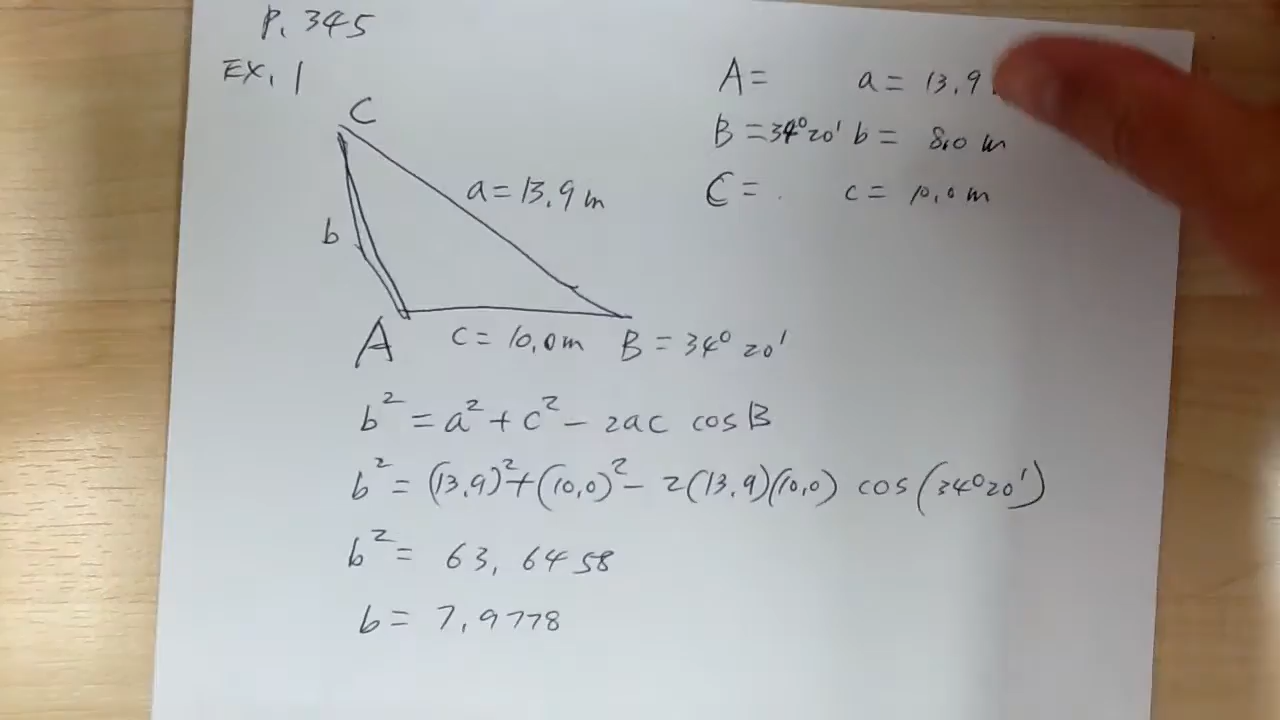 P. 345
EX. 1
C
a = 13.9 m
b
A
c = 10.0 m B = 34° 20'
A = a = 13.9
B = 34° 20' b = 8.0 m
C = . c = 10.0 m
b² = a² + c² - 2ac cos B
b² = (13.9)² + (10.0)² - 2(13.9)(10.0) cos (34° 20')
b² = 63.6458
b = 7.9778